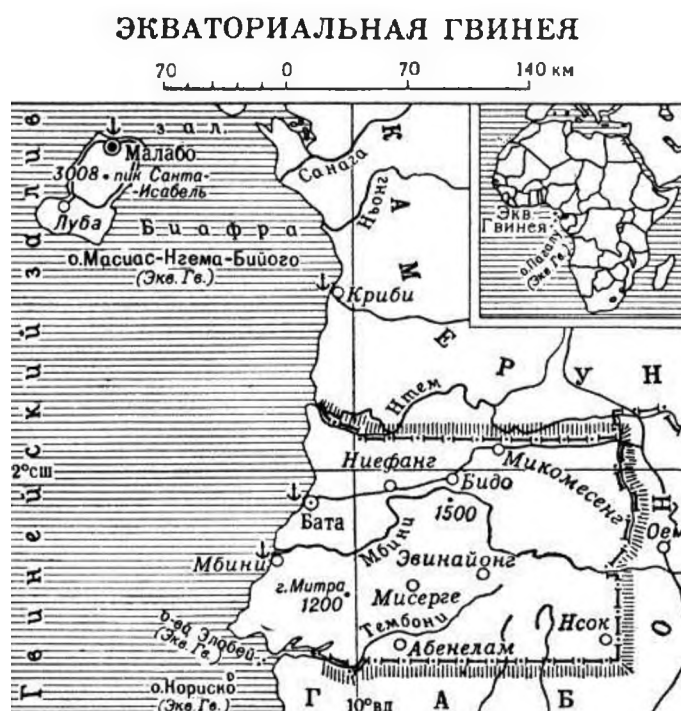 ЭКВАТОРИАЛЬНАЯ ГВИНЕЯ
70 0 70 140 км
зал.
Малабо
3008 • пик Санта-
-Исабель
Луба
Биафра
о.Масиас-Нгема-Бийого
(Экв. Гв.)
Санага
Ньонг
Криби
КАМЕРУН
Экв.
Гвинея
о.Пагалу
(Экв. Гв.)
Нтем
Гвинейский залив
2°сш
Ниефанг
Бидо
Микомесенг
1500
Бата
Мбини
Мбини
Эвинайонг
Оем
г. Митра
1200
Мисерге
Тембони
Нсок
Абенелам
о-ва Элобей
(Экв. Гв.)
о.Кориско
(Экв. Гв.)
10°вд
ГАБОН